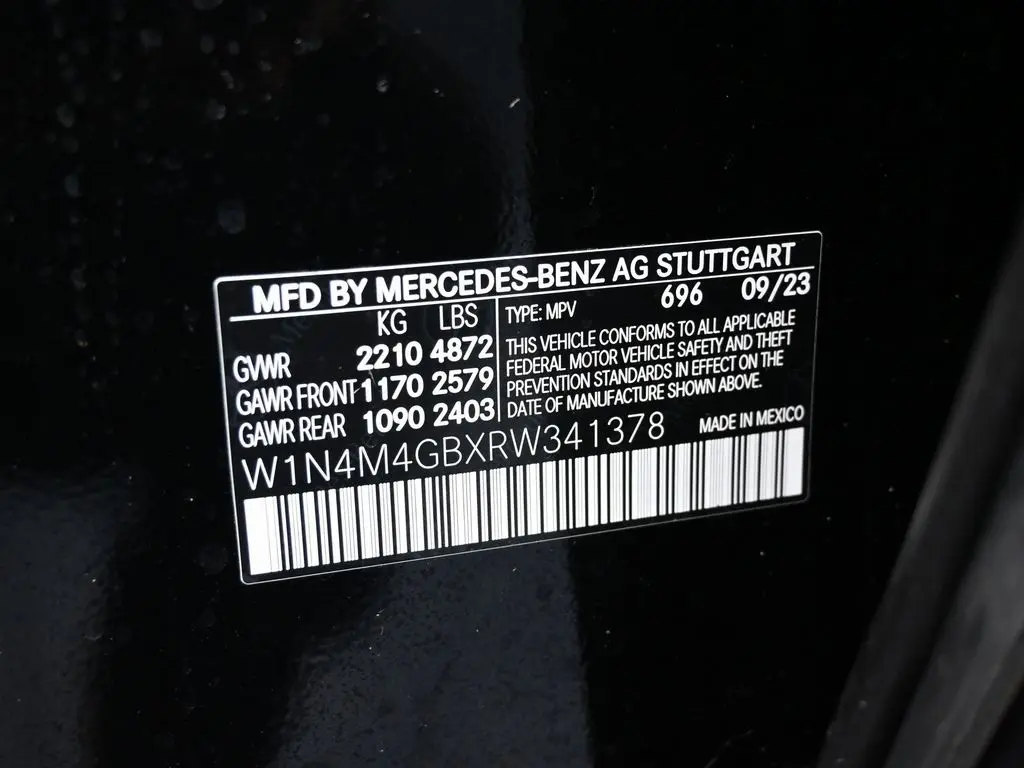 MFD BY MERCEDES-BENZ AG STUTTGART
KG LBS
GVWR 2210 4872
GAWR FRONT 1170 2579
GAWR REAR 1090 2403
TYPE: MPV 696 09/23
THIS VEHICLE CONFORMS TO ALL APPLICABLE
FEDERAL MOTOR VEHICLE SAFETY AND THEFT
PREVENTION STANDARDS IN EFFECT ON THE
DATE OF MANUFACTURE SHOWN ABOVE.
W1N4M4GBXRW341378 MADE IN MEXICO